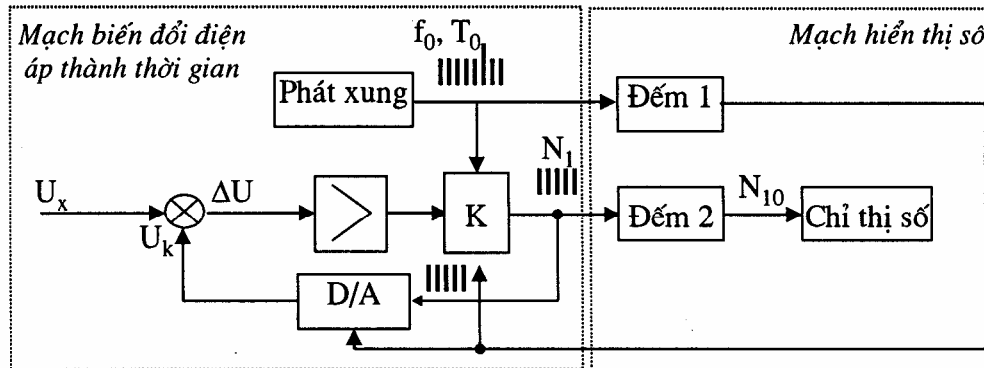 Mạch biến đổi điện
áp thành thời gian
f₀, T₀
Mạch hiển thị số
Phát xung
Đếm 1
N₁
Uₓ
ΔU
K
Đếm 2
N₁₀
Chỉ thị số
Uₖ
D/A